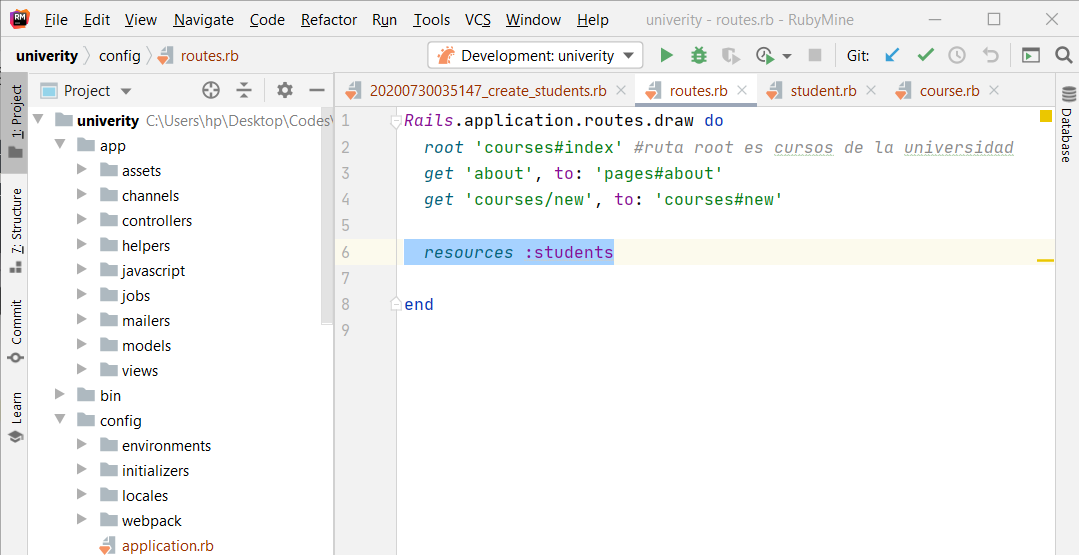 RM File Edit View Navigate Code Refactor Run Tools VCS Window Help univerity - routes.rb - RubyMine
univerity config routes.rb Development: univerity Git:
Project 20200730035147_create_students.rb routes.rb student.rb course.rb
1: Project
7: Structure
Commit
Learn
univerity C:\Users\hp\Desktop\Codes\
app
assets
channels
controllers
helpers
javascript
jobs
mailers
models
views
bin
config
environments
initializers
locales
webpack
application.rb
1 Rails.application.routes.draw do
2 root 'courses#index' #ruta root es cursos de la universidad
3 get 'about', to: 'pages#about'
4 get 'courses/new', to: 'courses#new'
5
6 resources :students
7
8 end
9
Database